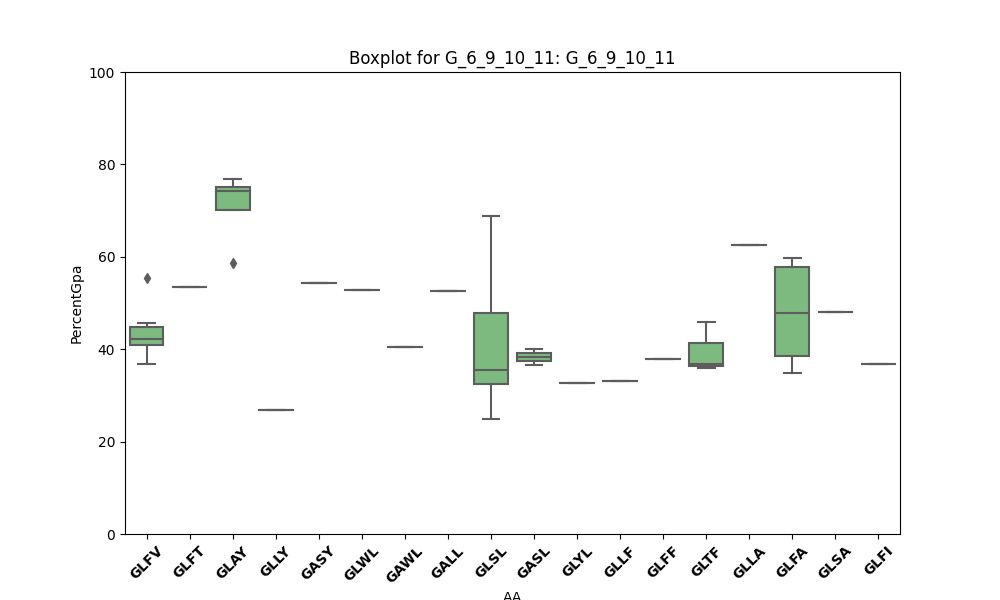 Boxplot for G_6_9_10_11: G_6_9_10_11
100
80
60
40
20
0
PercentGpa
GLFV GLFT GLAY GLLY GASY GLWL GAWL GALL GLSL GASL GLYL GLLF GLFF GLTF GLLA GLFA GLSA GLFI
AA